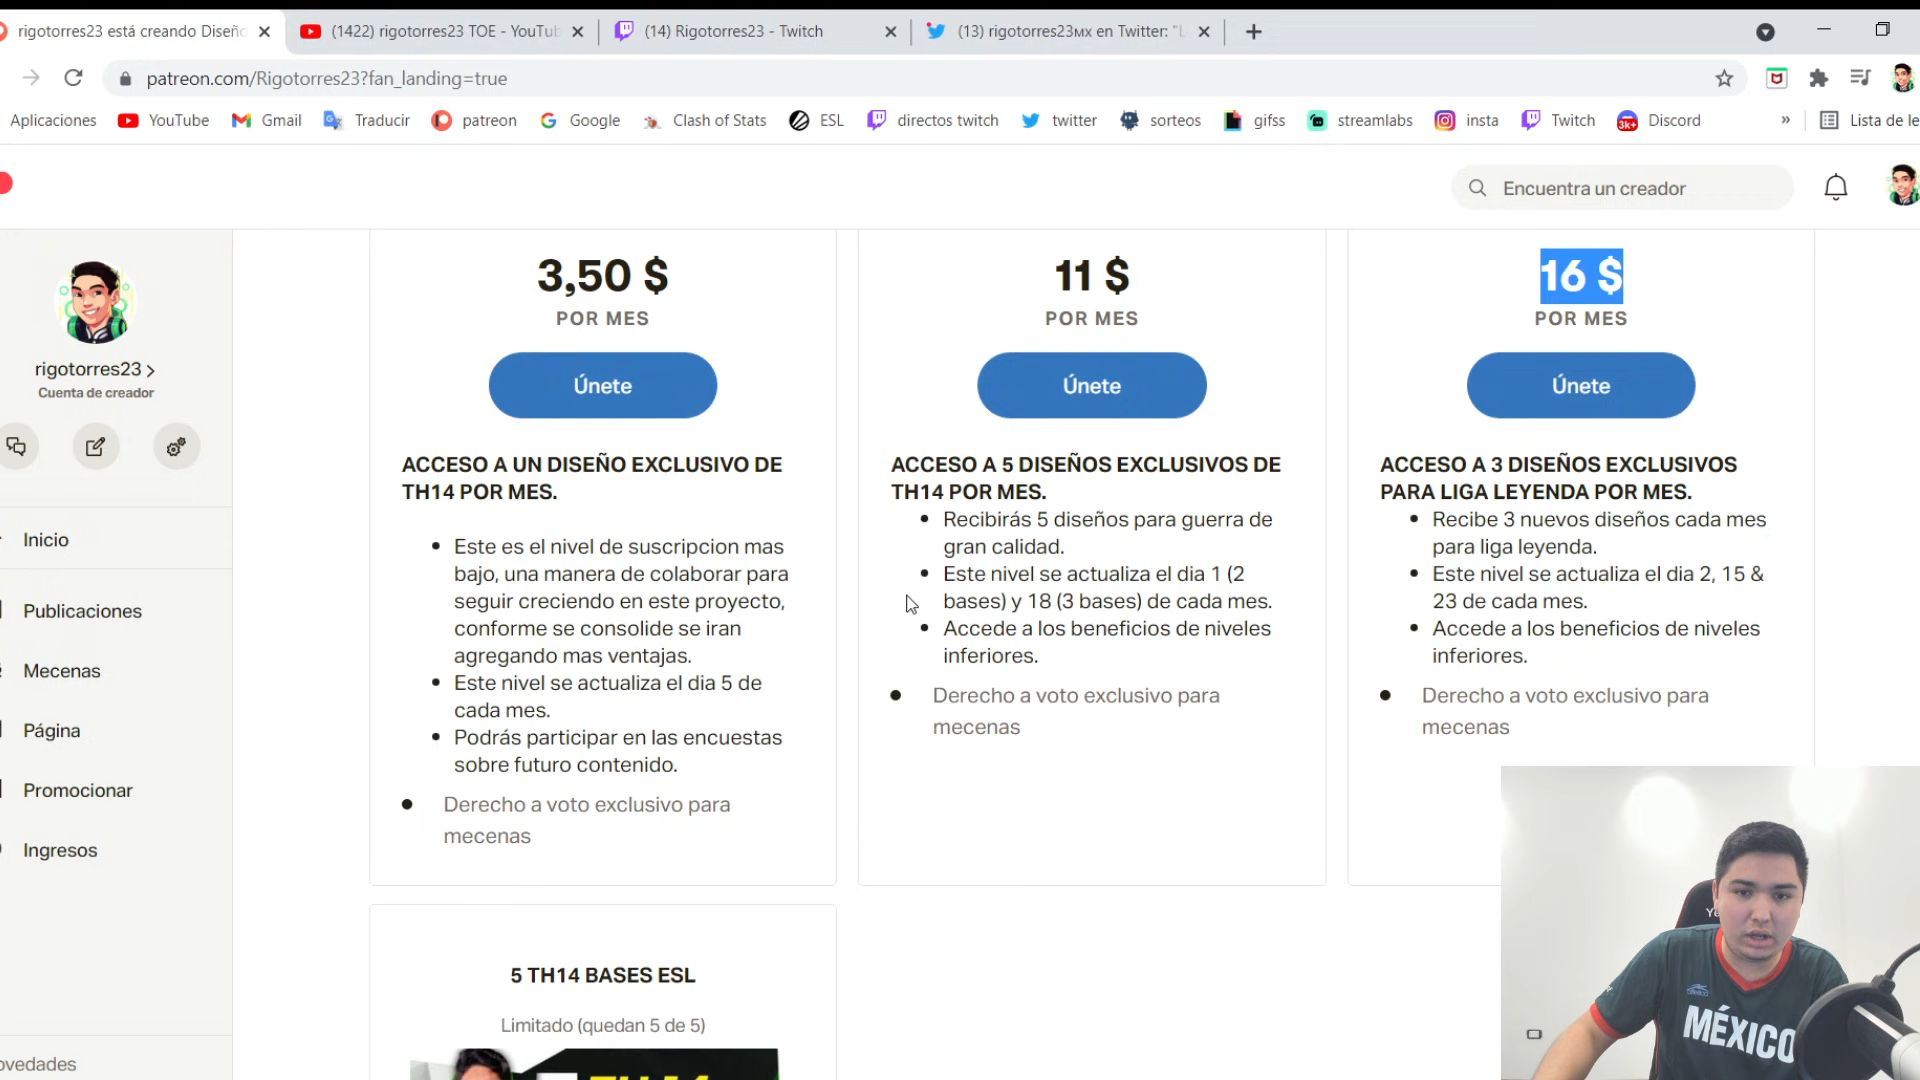 rigotorres23 está creando Diseño
(1422) rigotorres23 TOE - YouTub
(14) Rigotorres23 - Twitch
(13) rigotorres23мх en Twitter: "L
patreon.com/Rigotorres23?fan_landing=true
Aplicaciones
YouTube
Gmail
Traducir
patreon
Google
Clash of Stats
ESL
directos twitch
twitter
sorteos
gifss
streamlabs
insta
Twitch
3K+
Discord
»
Lista de le
Encuentra un creador
rigotorres23 >
Cuenta de creador
Inicio
Publicaciones
Mecenas
Página
Promocionar
Ingresos
ovedades
3,50 $
POR MES
Únete
ACCESO A UN DISEÑO EXCLUSIVO DE
TH14 POR MES.
• Este es el nivel de suscripcion mas
bajo, una manera de colaborar para
seguir creciendo en este proyecto,
conforme se consolide se iran
agregando mas ventajas.
• Este nivel se actualiza el dia 5 de
cada mes.
• Podrás participar en las encuestas
sobre futuro contenido.
• Derecho a voto exclusivo para
mecenas
11 $
POR MES
Únete
ACCESO A 5 DISEÑOS EXCLUSIVOS DE
TH14 POR MES.
• Recibirás 5 diseños para guerra de
gran calidad.
• Este nivel se actualiza el dia 1 (2
bases) y 18 (3 bases) de cada mes.
• Accede a los beneficios de niveles
inferiores.
• Derecho a voto exclusivo para
mecenas
16 $
POR MES
Únete
ACCESO A 3 DISEÑOS EXCLUSIVOS
PARA LIGA LEYENDA POR MES.
• Recibe 3 nuevos diseños cada mes
para liga leyenda.
• Este nivel se actualiza el dia 2, 15 &
23 de cada mes.
• Accede a los beneficios de niveles
inferiores.
• Derecho a voto exclusivo para
mecenas
5 TH14 BASES ESL
Limitado (quedan 5 de 5)
TH14
MÉXICO